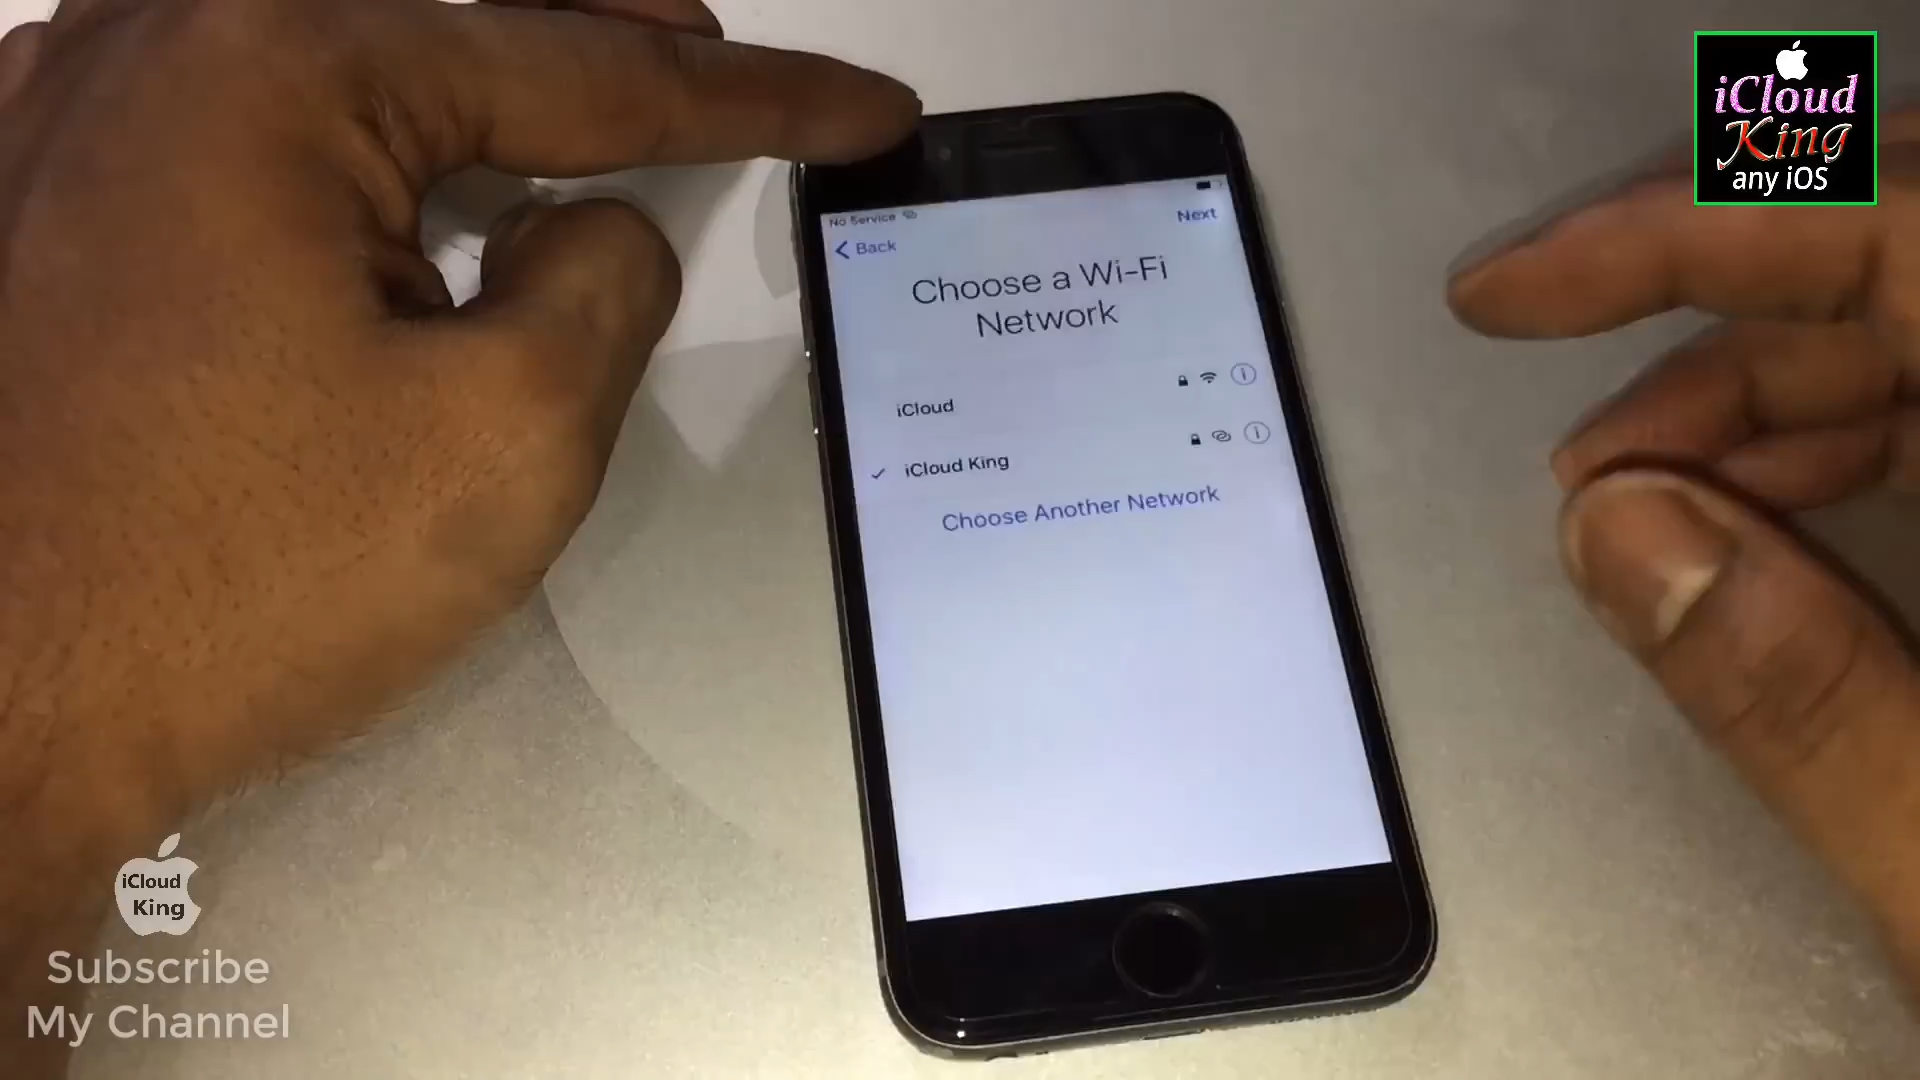 iCloud
King
any iOS
No Service
Next
Back
Choose a Wi-Fi
Network
iCloud
iCloud King
Choose Another Network
iCloud
King
Subscribe
My Channel